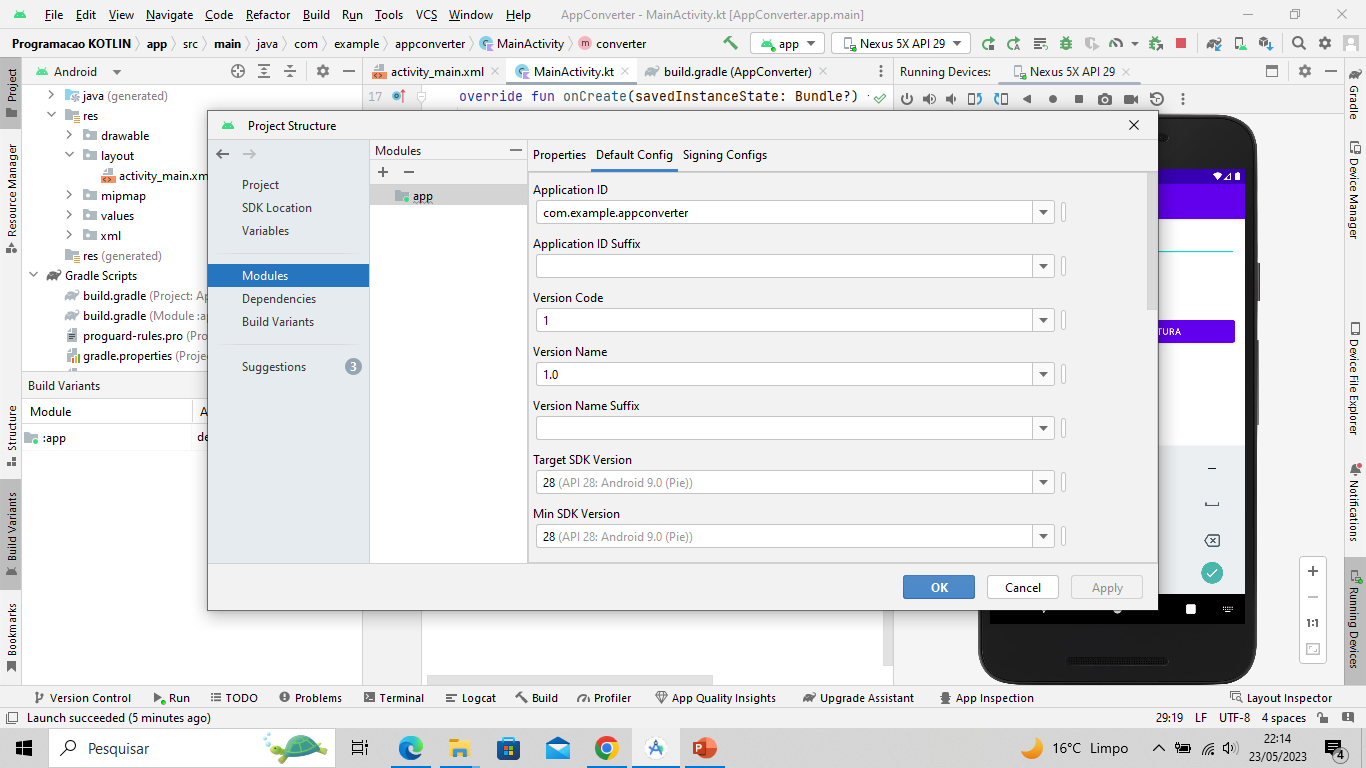 File Edit View Navigate Code Refactor Build Run Tools VCS Window Help AppConverter - MainActivity.kt [AppConverter.app.main]
Programacao KOTLIN app src main java com example appconverter MainActivity m converter app Nexus 5X API 29
Project
Android
activity_main.xml MainActivity.kt build.gradle (AppConverter)
Running Devices: Nexus 5X API 29
Gradle
17 override fun onCreate(savedInstanceState: Bundle?)
java (generated)
res
drawable
layout
activity_main.xm
mipmap
values
xml
res (generated)
Gradle Scripts
build.gradle (Project: Ap
build.gradle (Module :a
proguard-rules.pro (Pro
gradle.properties (Projec
Resource Manager
Build Variants
Module A
:app de
Structure
Build Variants
Bookmarks
Project Structure
Project
SDK Location
Variables
Modules
Dependencies
Build Variants
Suggestions 3
Modules
app
Properties Default Config Signing Configs
Application ID
com.example.appconverter
Application ID Suffix
Version Code
1
Version Name
1.0
Version Name Suffix
Target SDK Version
28 (API 28: Android 9.0 (Pie))
Min SDK Version
28 (API 28: Android 9.0 (Pie))
OK Cancel Apply
TURA
1:1
Device Manager
Device File Explorer
Notifications
Running Devices
Version Control Run TODO Problems Terminal Logcat Build Profiler App Quality Insights Upgrade Assistant App Inspection Layout Inspector
Launch succeeded (5 minutes ago) 29:19 LF UTF-8 4 spaces
Pesquisar
16°C Limpo
22:14
23/05/2023
4